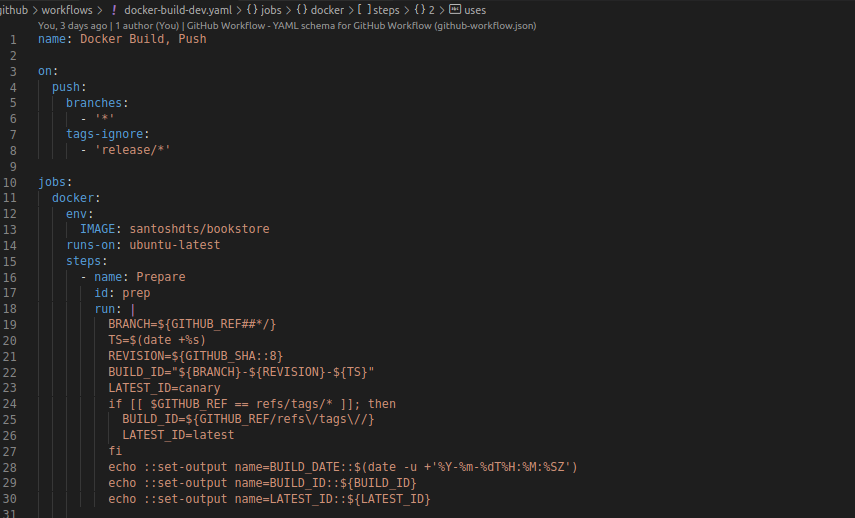 github > workflows > ! docker-build-dev.yaml > {} jobs > {} docker > [ ] steps > {} 2 > abc uses
You, 3 days ago | 1 author (You) | GitHub Workflow - YAML schema for GitHub Workflow (github-workflow.json)
1 name: Docker Build, Push
2
3 on:
4   push:
5     branches:
6       - '*'
7     tags-ignore:
8       - 'release/*'
9
10 jobs:
11   docker:
12     env:
13       IMAGE: santoshdts/bookstore
14     runs-on: ubuntu-latest
15     steps:
16       - name: Prepare
17         id: prep
18         run: |
19           BRANCH=${GITHUB_REF##*/}
20           TS=$(date +%s)
21           REVISION=${GITHUB_SHA::8}
22           BUILD_ID="${BRANCH}-${REVISION}-${TS}"
23           LATEST_ID=canary
24           if [[ $GITHUB_REF == refs/tags/* ]]; then
25             BUILD_ID=${GITHUB_REF/refs\/tags\//}
26             LATEST_ID=latest
27           fi
28           echo ::set-output name=BUILD_DATE::$(date -u +'%Y-%m-%dT%H:%M:%SZ')
29           echo ::set-output name=BUILD_ID::${BUILD_ID}
30           echo ::set-output name=LATEST_ID::${LATEST_ID}
31